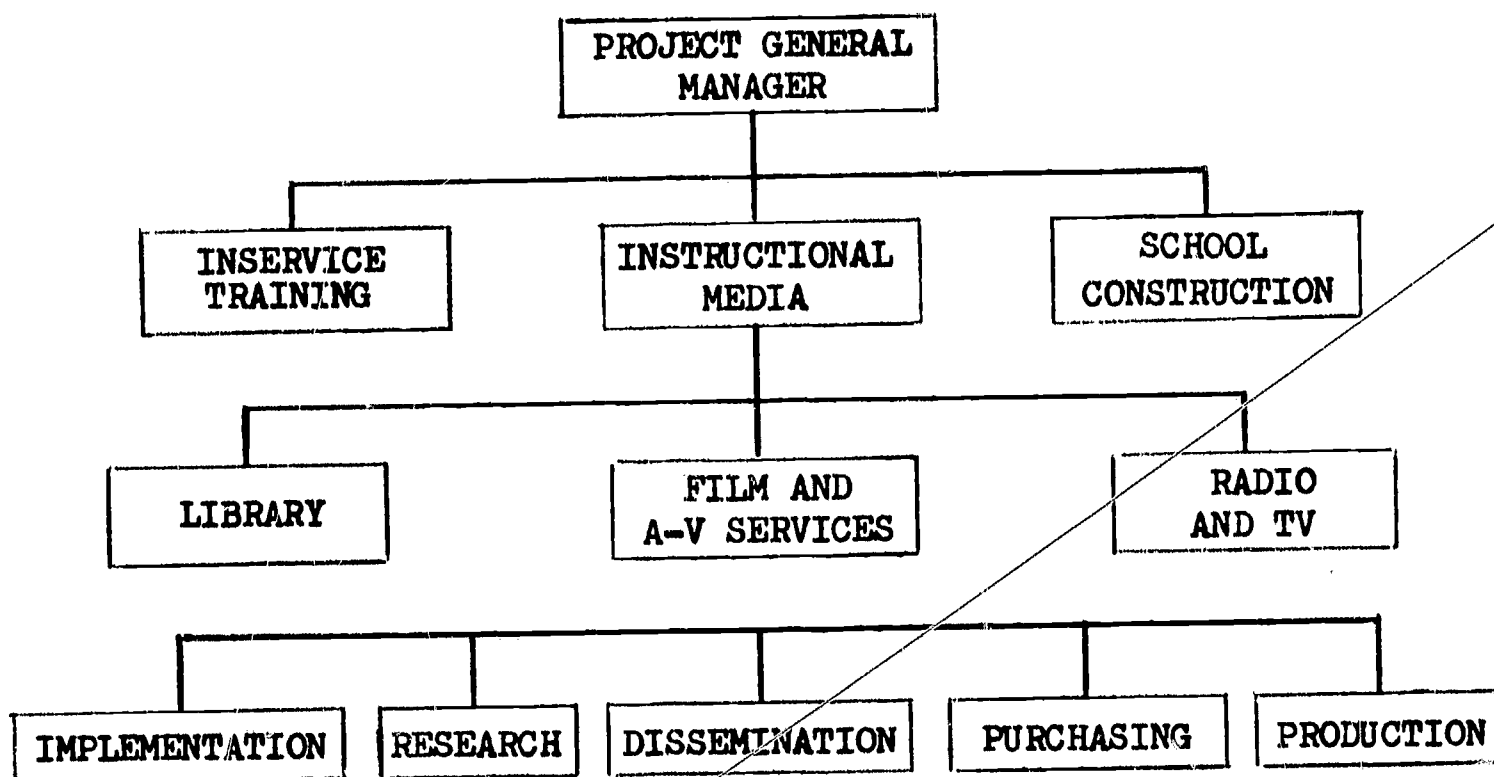 PROJECT GENERAL
MANAGER
INSERVICE
TRAINING
INSTRUCTIONAL
MEDIA
SCHOOL
CONSTRUCTION
LIBRARY
FILM AND
A-V SERVICES
RADIO
AND TV
IMPLEMENTATION
RESEARCH
DISSEMINATION
PURCHASING
PRODUCTION